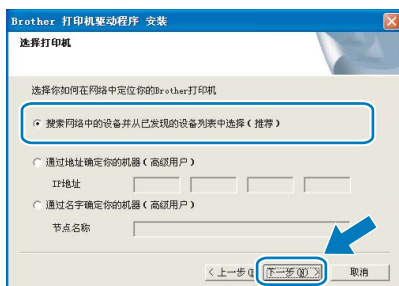 Brother 打印机驱动程序 安装
选择打印机
选择你如何在网络中定位你的Brother打印机
搜索网络中的设备并从已发现的设备列表中选择(推荐)
通过地址确定你的机器(高级用户)
IP地址
通过名字确定你的机器(高级用户)
节点名称
<上一步(B 下一步(N)> 取消